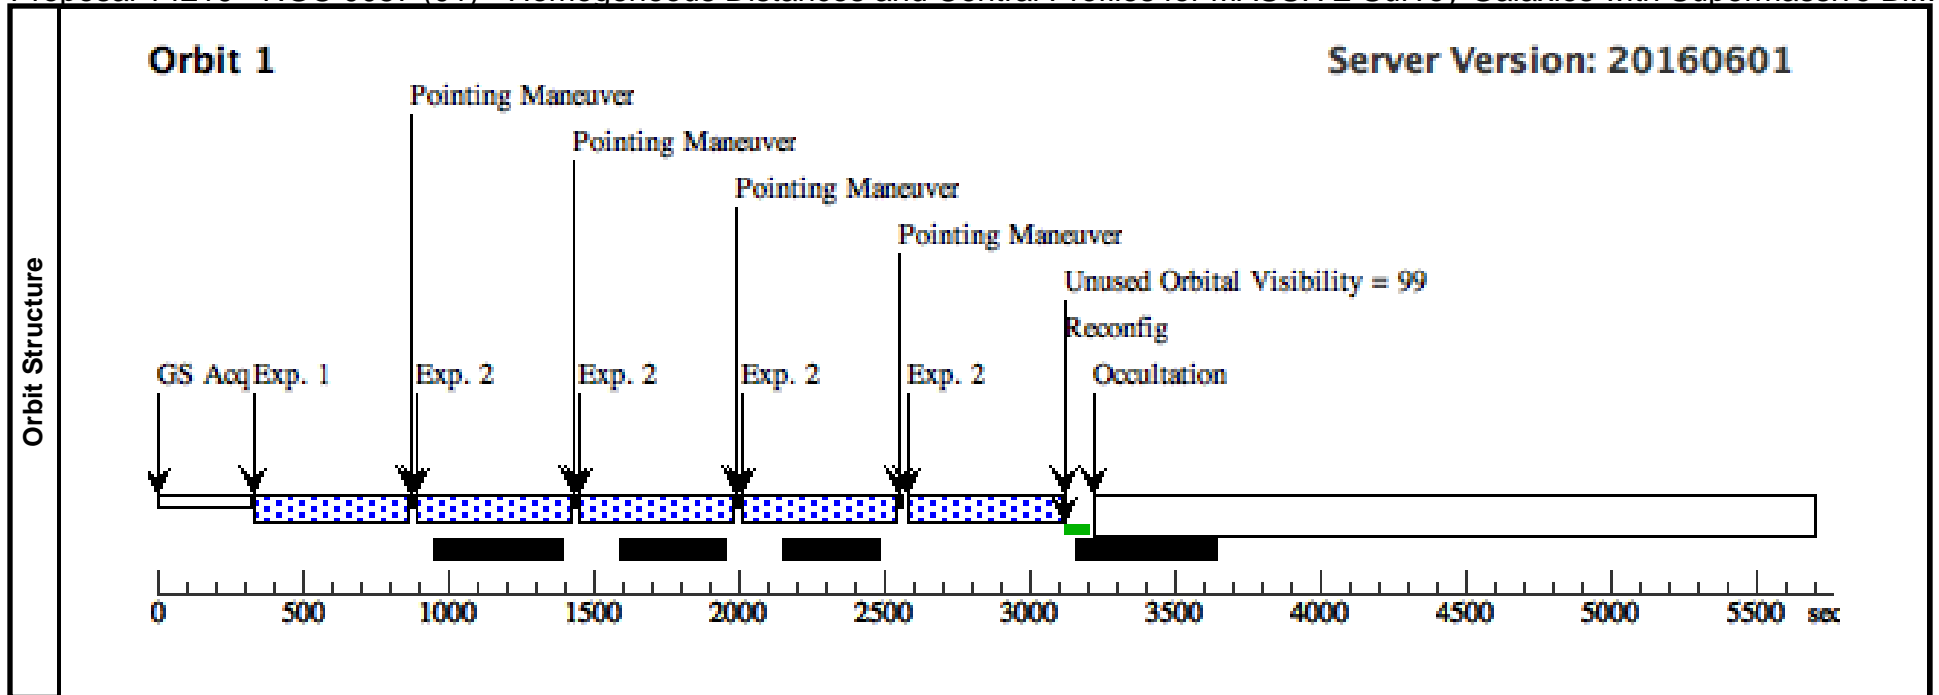 Orbit 1
Server Version: 20160601
Pointing Maneuver
Pointing Maneuver
Pointing Maneuver
Pointing Maneuver
Unused Orbital Visibility = 99
Reconfig
GS Acq Exp. 1 Exp. 2 Exp. 2 Exp. 2 Exp. 2 Occultation
Orbit Structure
0 500 1000 1500 2000 2500 3000 3500 4000 4500 5000 5500 sec